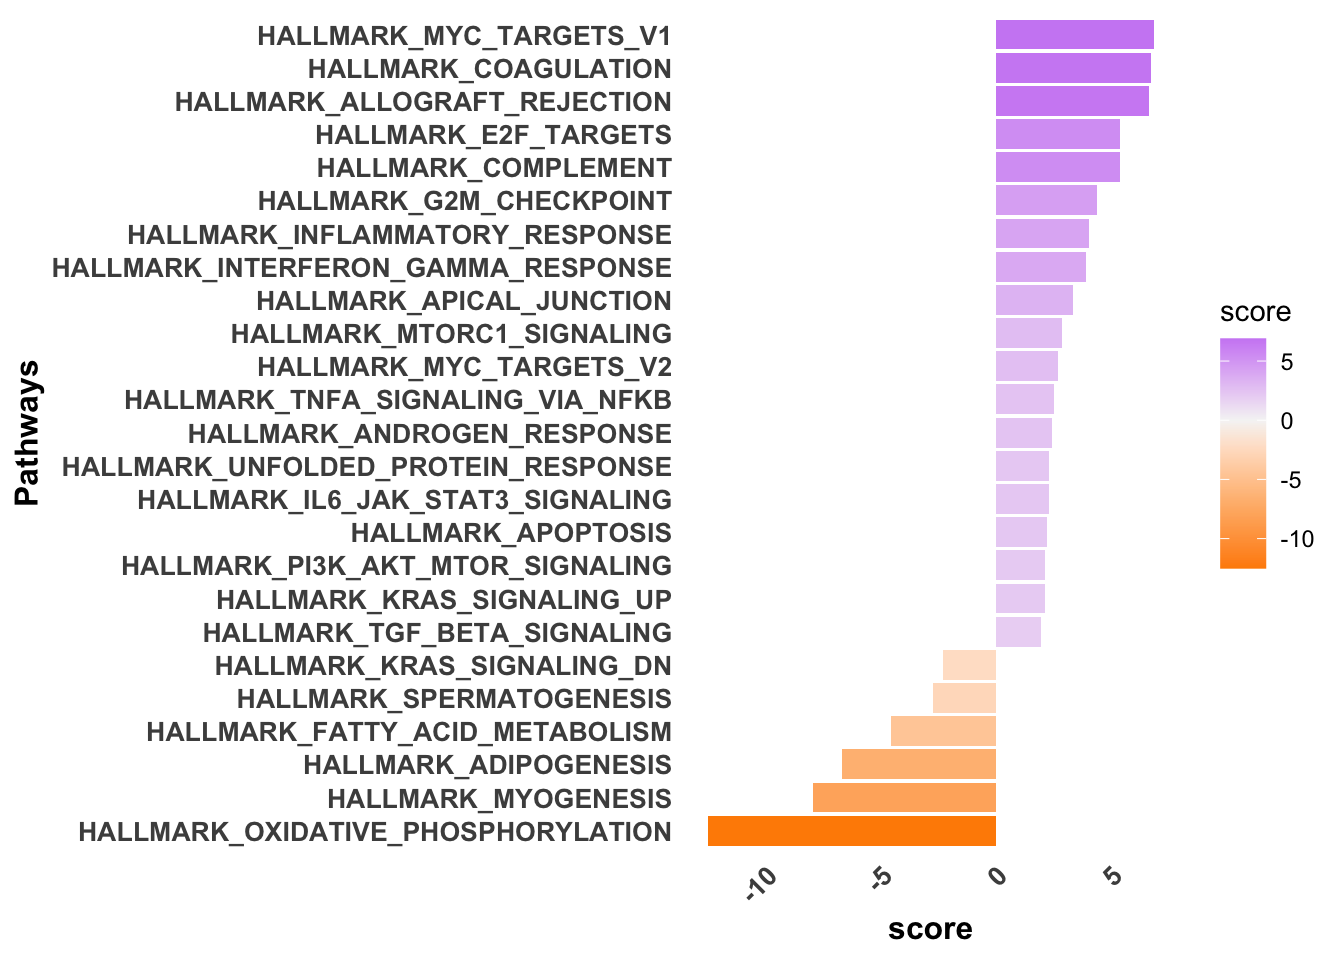 HALLMARK_MYC_TARGETS_V1
HALLMARK_COAGULATION
HALLMARK_ALLOGRAFT_REJECTION
HALLMARK_E2F_TARGETS
HALLMARK_COMPLEMENT
HALLMARK_G2M_CHECKPOINT
HALLMARK_INFLAMMATORY_RESPONSE
HALLMARK_INTERFERON_GAMMA_RESPONSE
HALLMARK_APICAL_JUNCTION
HALLMARK_MTORC1_SIGNALING
HALLMARK_MYC_TARGETS_V2
HALLMARK_TNFA_SIGNALING_VIA_NFKB
HALLMARK_ANDROGEN_RESPONSE
HALLMARK_UNFOLDED_PROTEIN_RESPONSE
HALLMARK_IL6_JAK_STAT3_SIGNALING
HALLMARK_APOPTOSIS
HALLMARK_PI3K_AKT_MTOR_SIGNALING
HALLMARK_KRAS_SIGNALING_UP
HALLMARK_TGF_BETA_SIGNALING
HALLMARK_KRAS_SIGNALING_DN
HALLMARK_SPERMATOGENESIS
HALLMARK_FATTY_ACID_METABOLISM
HALLMARK_ADIPOGENESIS
HALLMARK_MYOGENESIS
HALLMARK_OXIDATIVE_PHOSPHORYLATION
Pathways
-10 -5 0 5
score
score
5
0
-5
-10